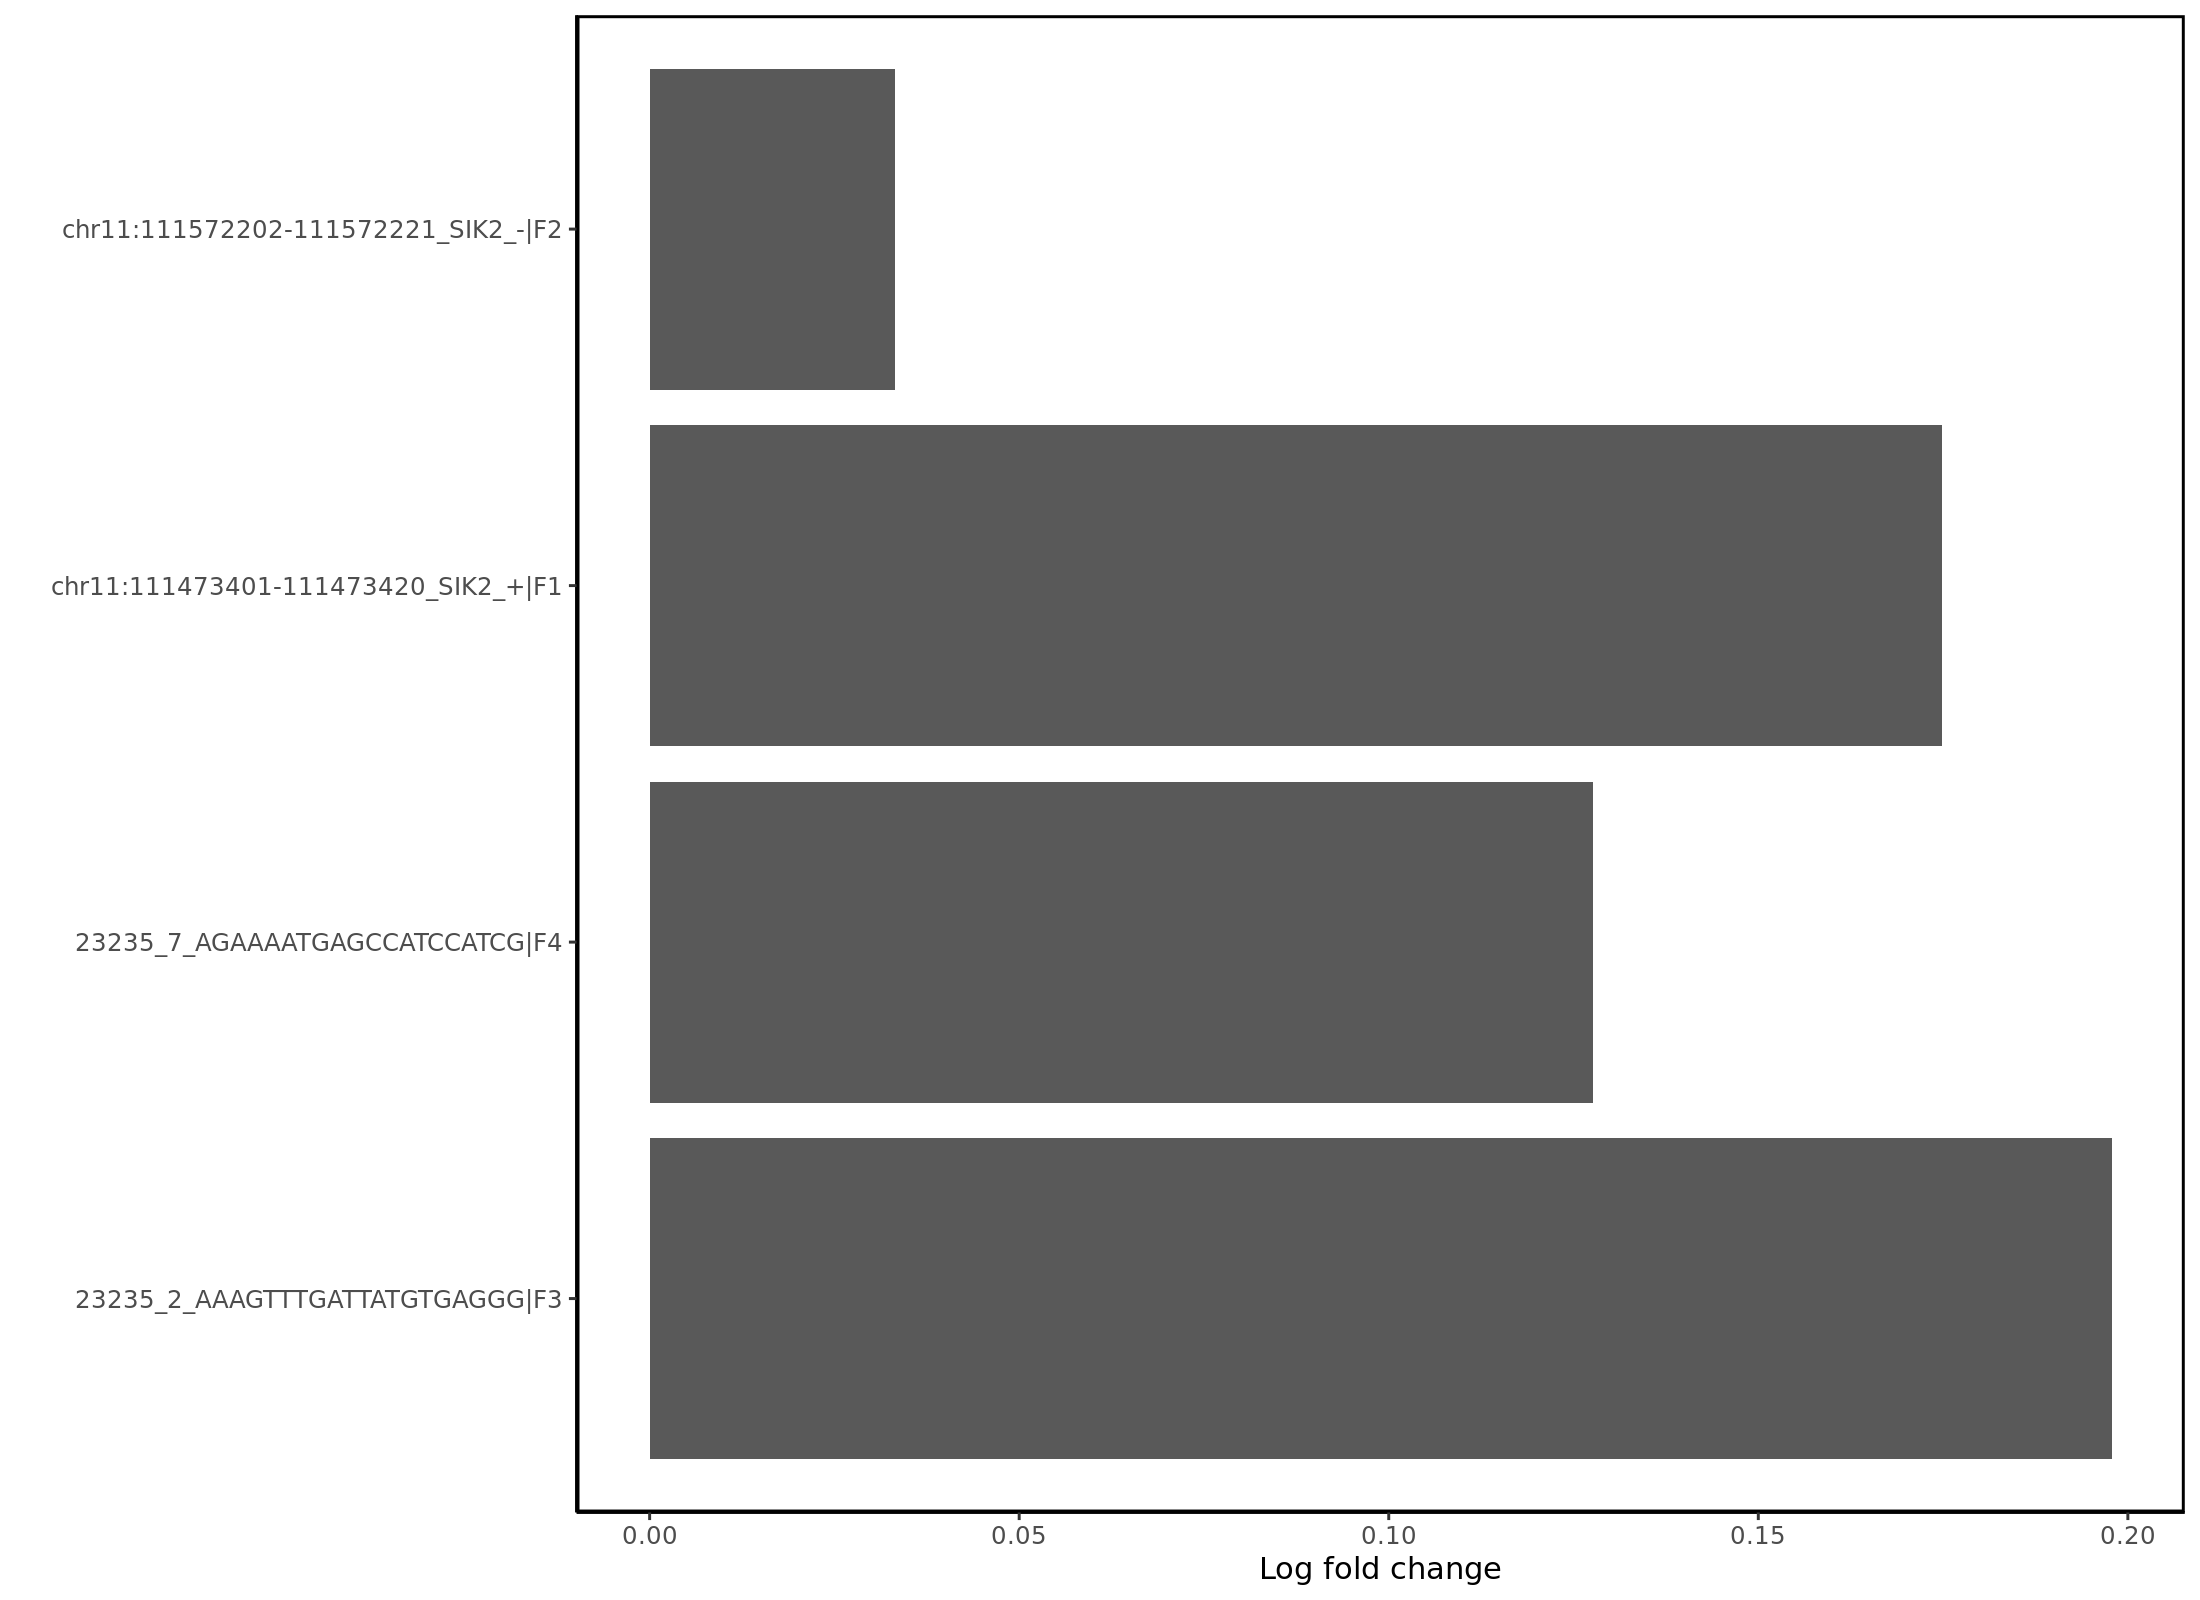 chr11:111572202-111572221_SIK2_-|F2
chr11:111473401-111473420_SIK2_+|F1
23235_7_AGAAAATGAGCCATCCATCG|F4
23235_2_AAAGTTTGATTATGTGAGGG|F3
0.00 0.05 0.10 0.15 0.20
Log fold change